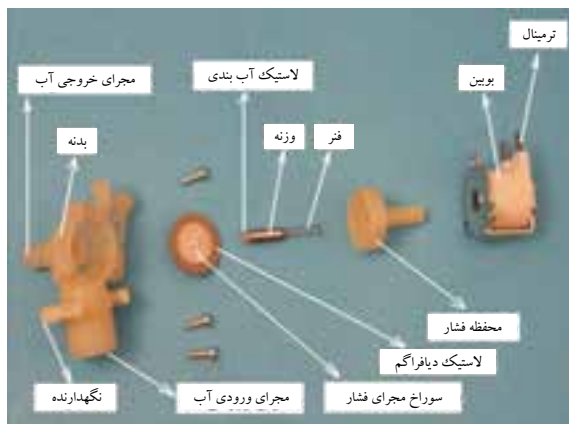 ترمینال
بوبین
لاستیک آب بندی
مجرای خروجی آب
فنر
وزنه
بدنه
محفظه فشار
لاستیک دیافراگم
سوراخ مجرای فشار
مجرای ورودی آب
نگهدارنده